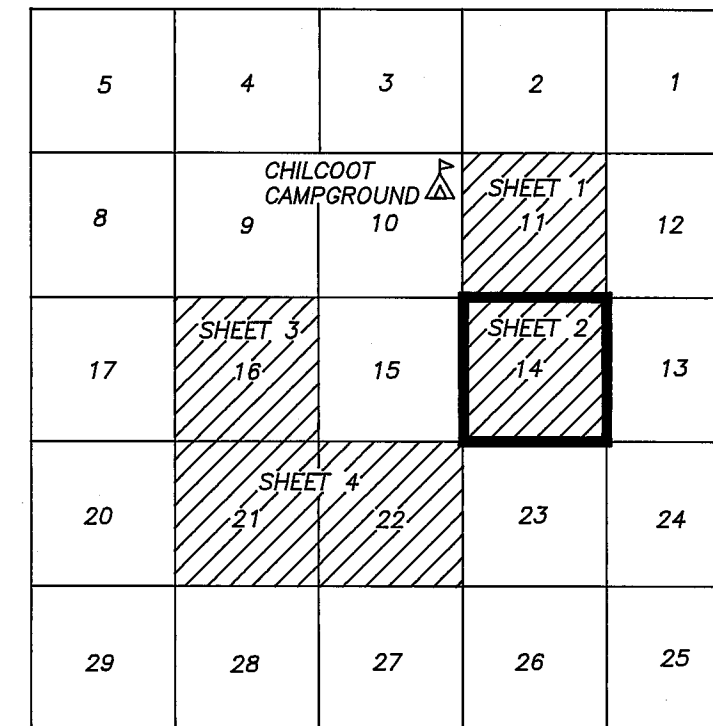 5 4 3 2 1
CHILCOOT
CAMPGROUND
SHEET 1
8 9 10 11 12
SHEET 3
SHEET 2
17 16 15 14 13
SHEET 4
20 21 22 23 24
29 28 27 26 25